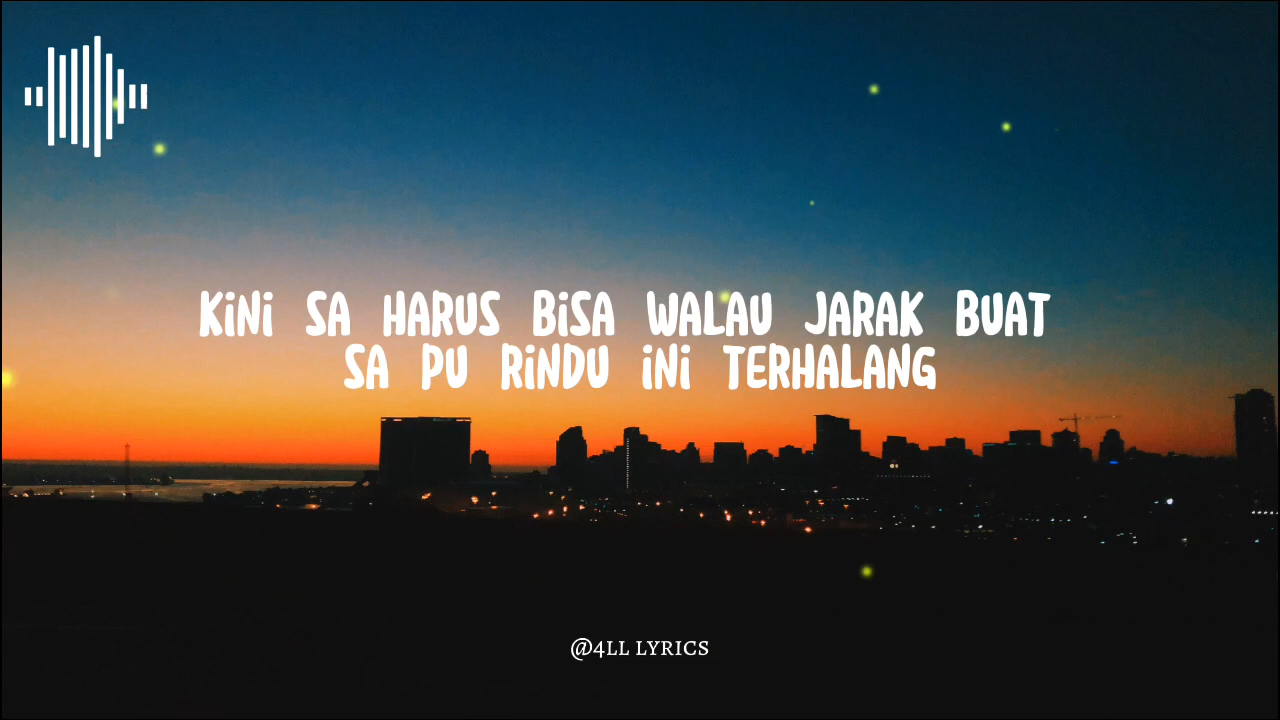 KiNi SA HARUS BiSA WALAU JARAK BUAT
SA PU RiNDU iNi TERHALANG
@4LL LYRICS